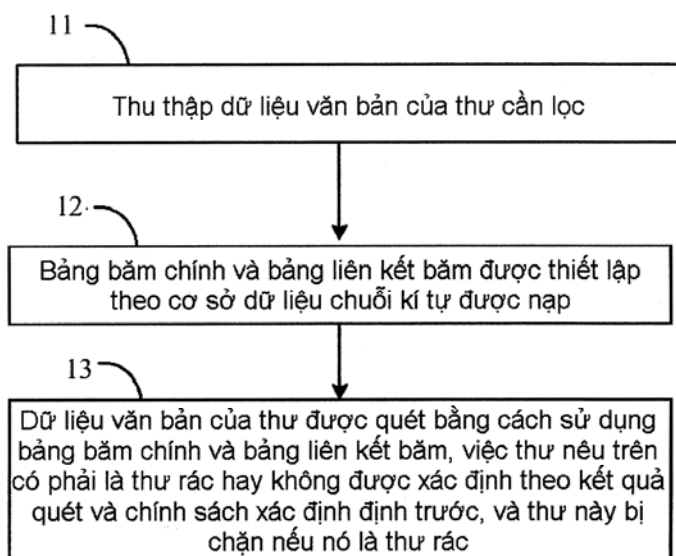 11
Thu thập dữ liệu văn bản của thư cần lọc
12
Bảng băm chính và bảng liên kết băm được thiết lập
theo cơ sở dữ liệu chuỗi kí tự được nạp
13
Dữ liệu văn bản của thư được quét bằng cách sử dụng
bảng băm chính và bảng liên kết băm, việc thư nêu trên
có phải là thư rác hay không được xác định theo kết quả
quét và chính sách xác định định trước, và thư này bị
chặn nếu nó là thư rác